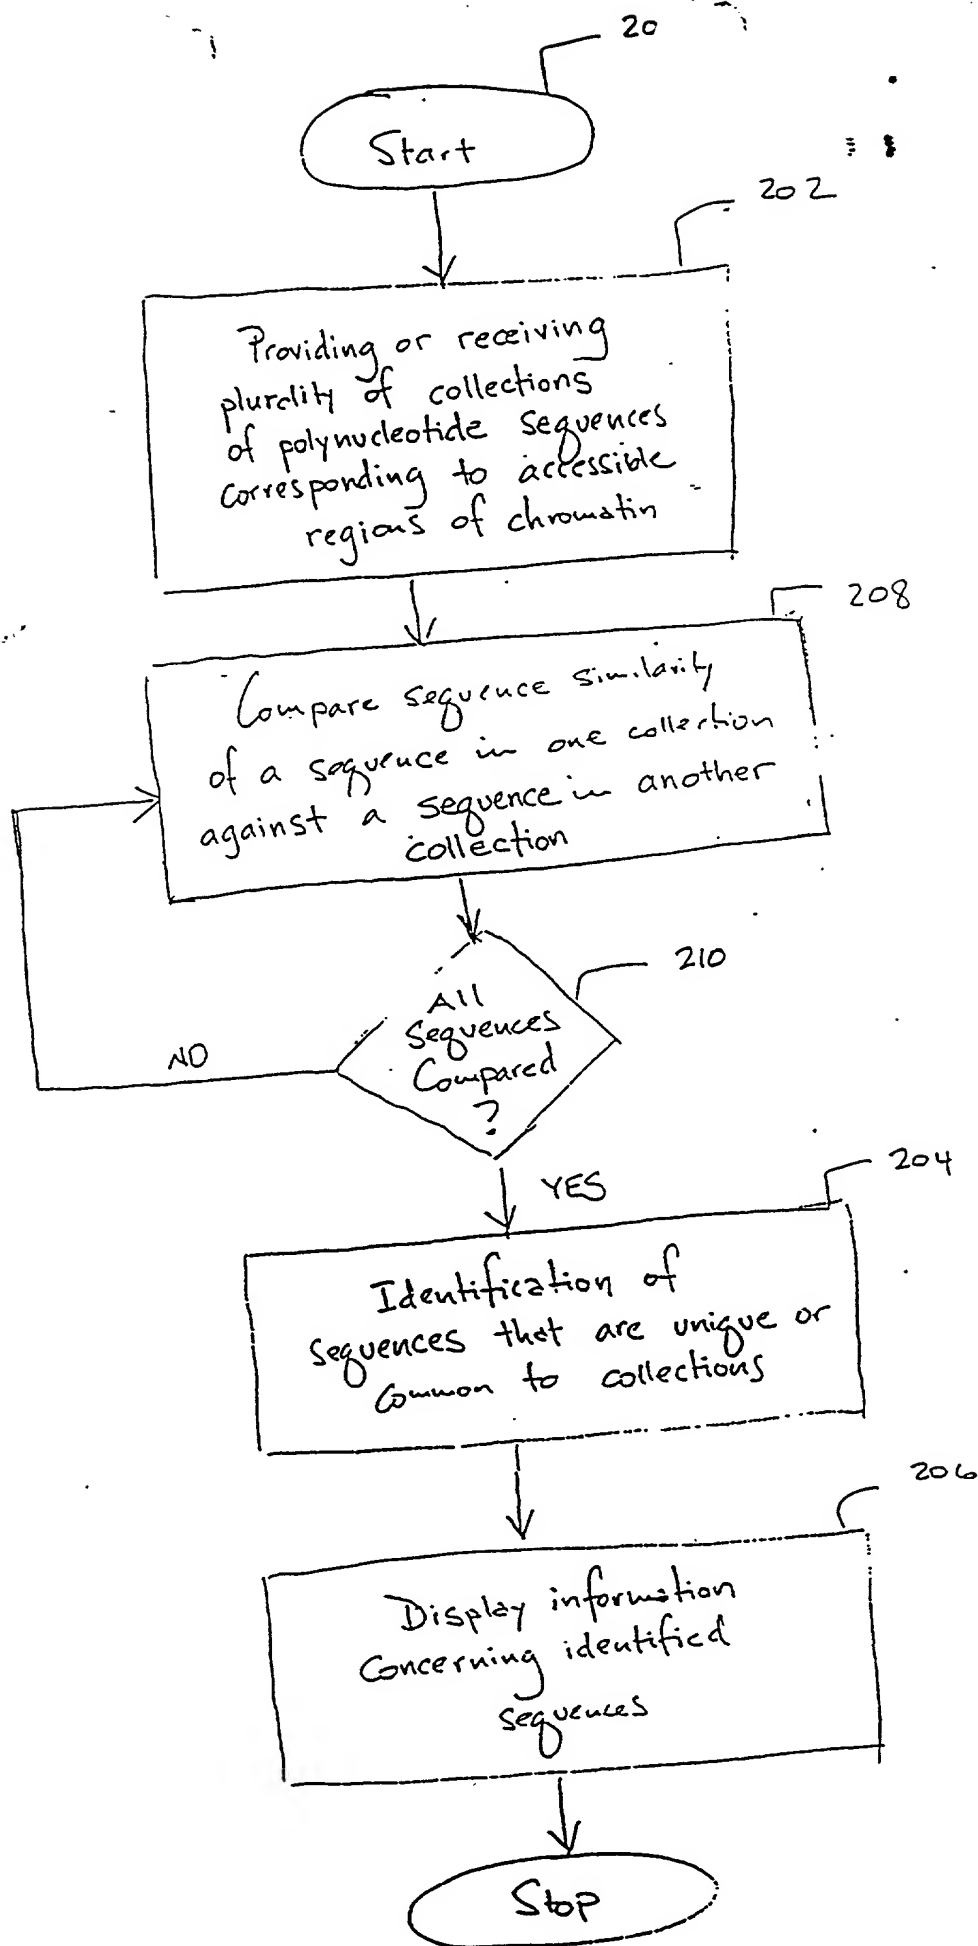 20
Start
202
Providing or receiving
plurality of collections
of polynucleotide sequences
corresponding to accessible
regions of chromatin
208
Compare sequence similarity
of a sequence in one collection
against a sequence in another
collection
210
All
Sequences
Compared
?
NO
YES
204
Identification of
sequences that are unique or
common to collections
206
Display information
Concerning identified
sequences
Stop